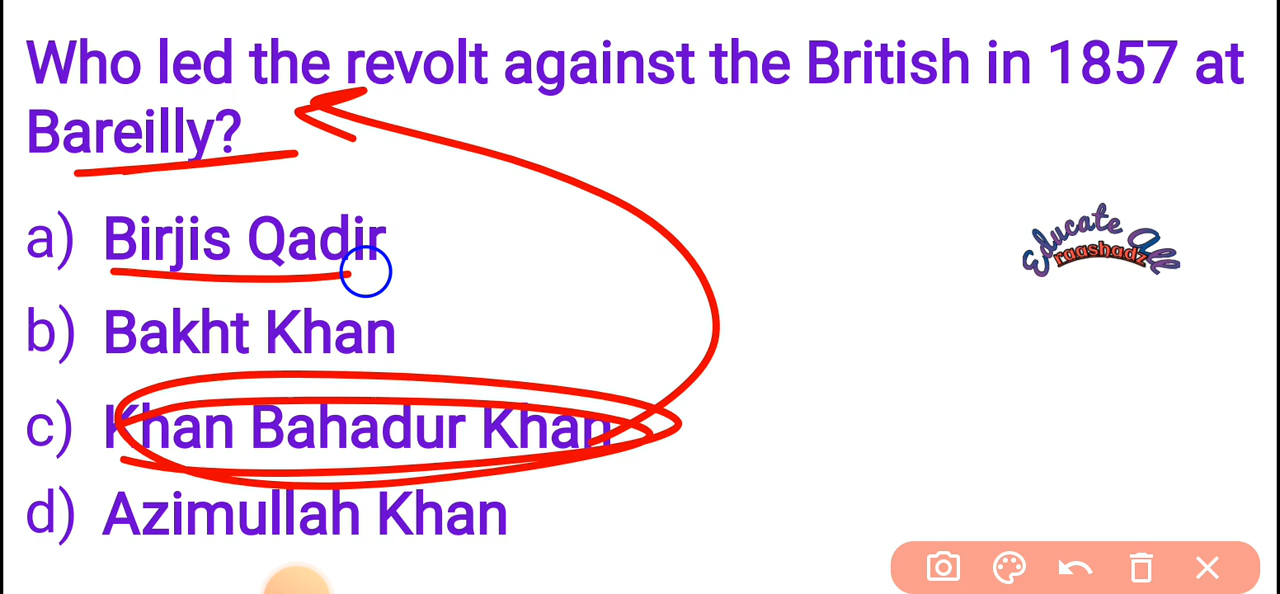 Who led the revolt against the British in 1857 at
Bareilly?
a) Birjis Qadir
b) Bakht Khan
c) Khan Bahadur Khan
d) Azimullah Khan
Educate All
raashadz